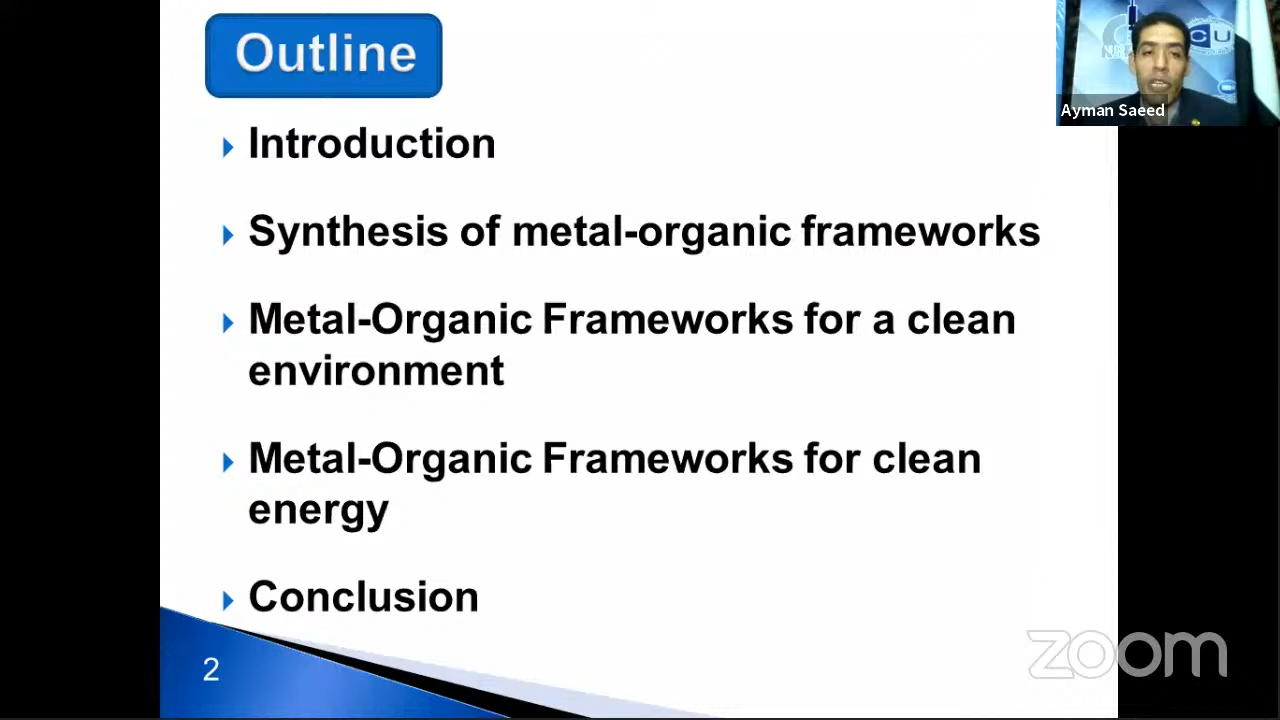 Outline
Introduction
Synthesis of metal-organic frameworks
Metal-Organic Frameworks for a clean
environment
Metal-Organic Frameworks for clean
energy
Conclusion
2
Ayman Saeed
CU
zoom